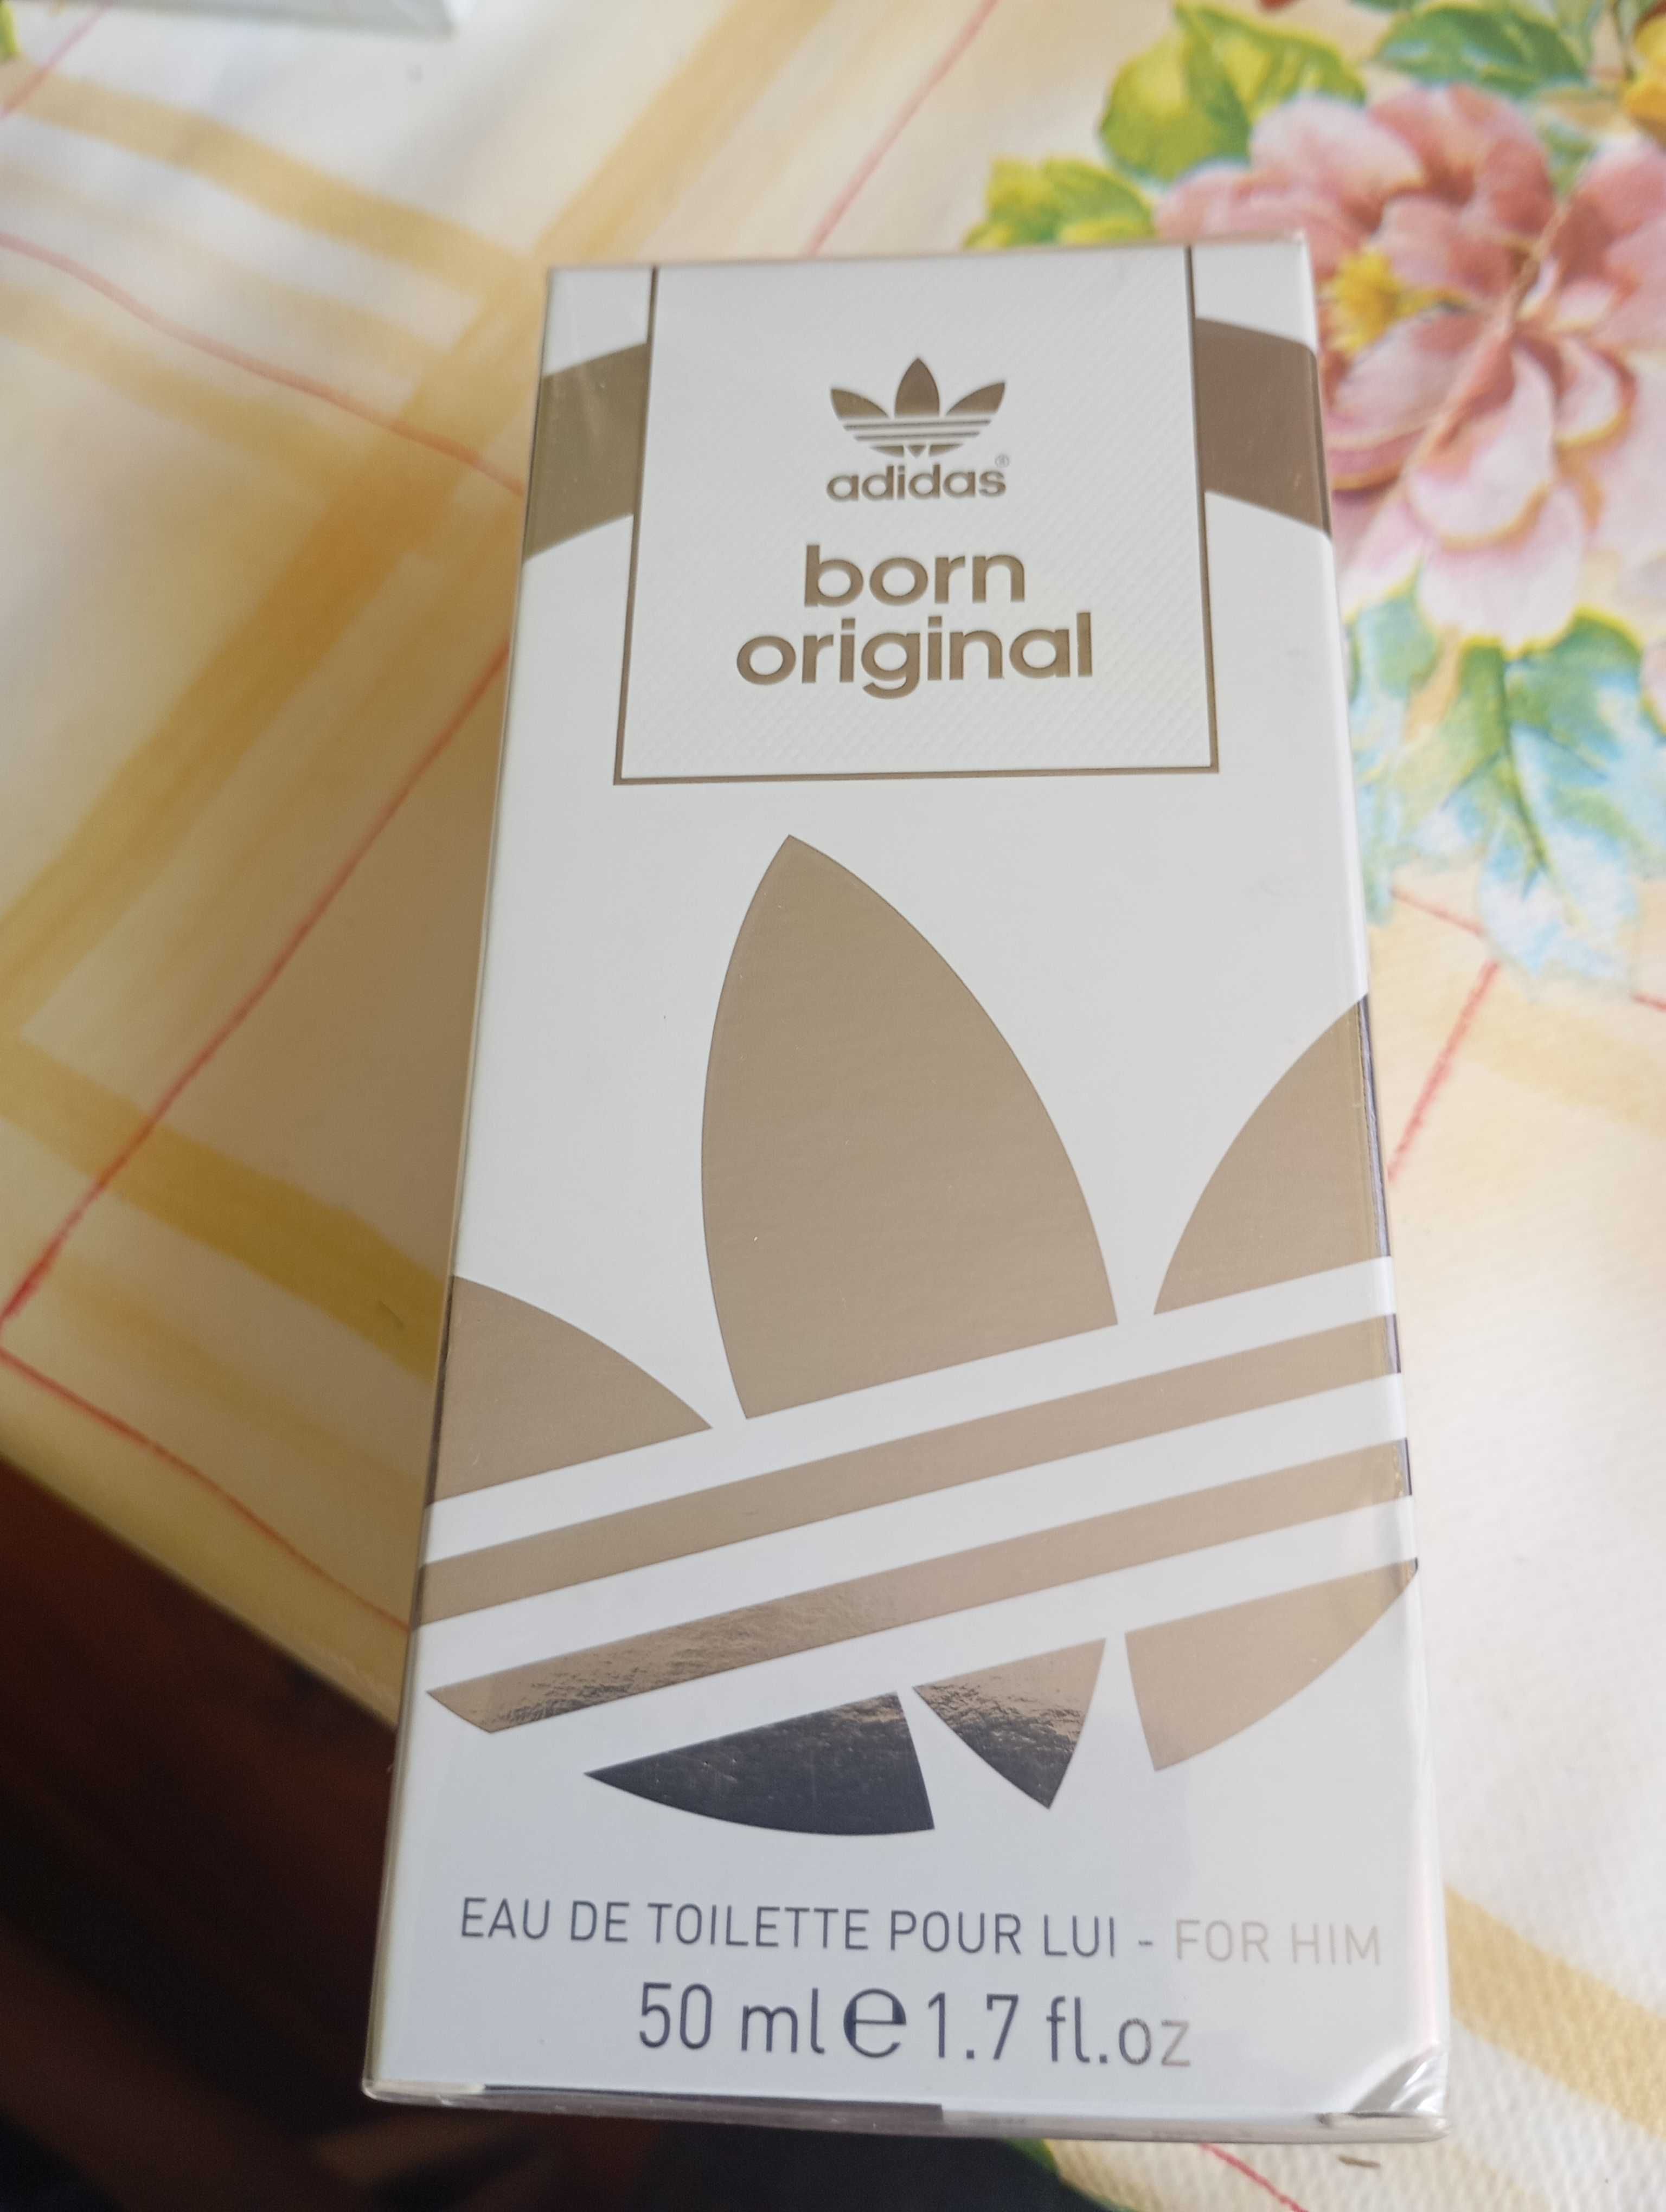 adidas®
born
original
EAU DE TOILETTE POUR LUI - FOR HIM
50 ml ℮ 1.7 fl.oz